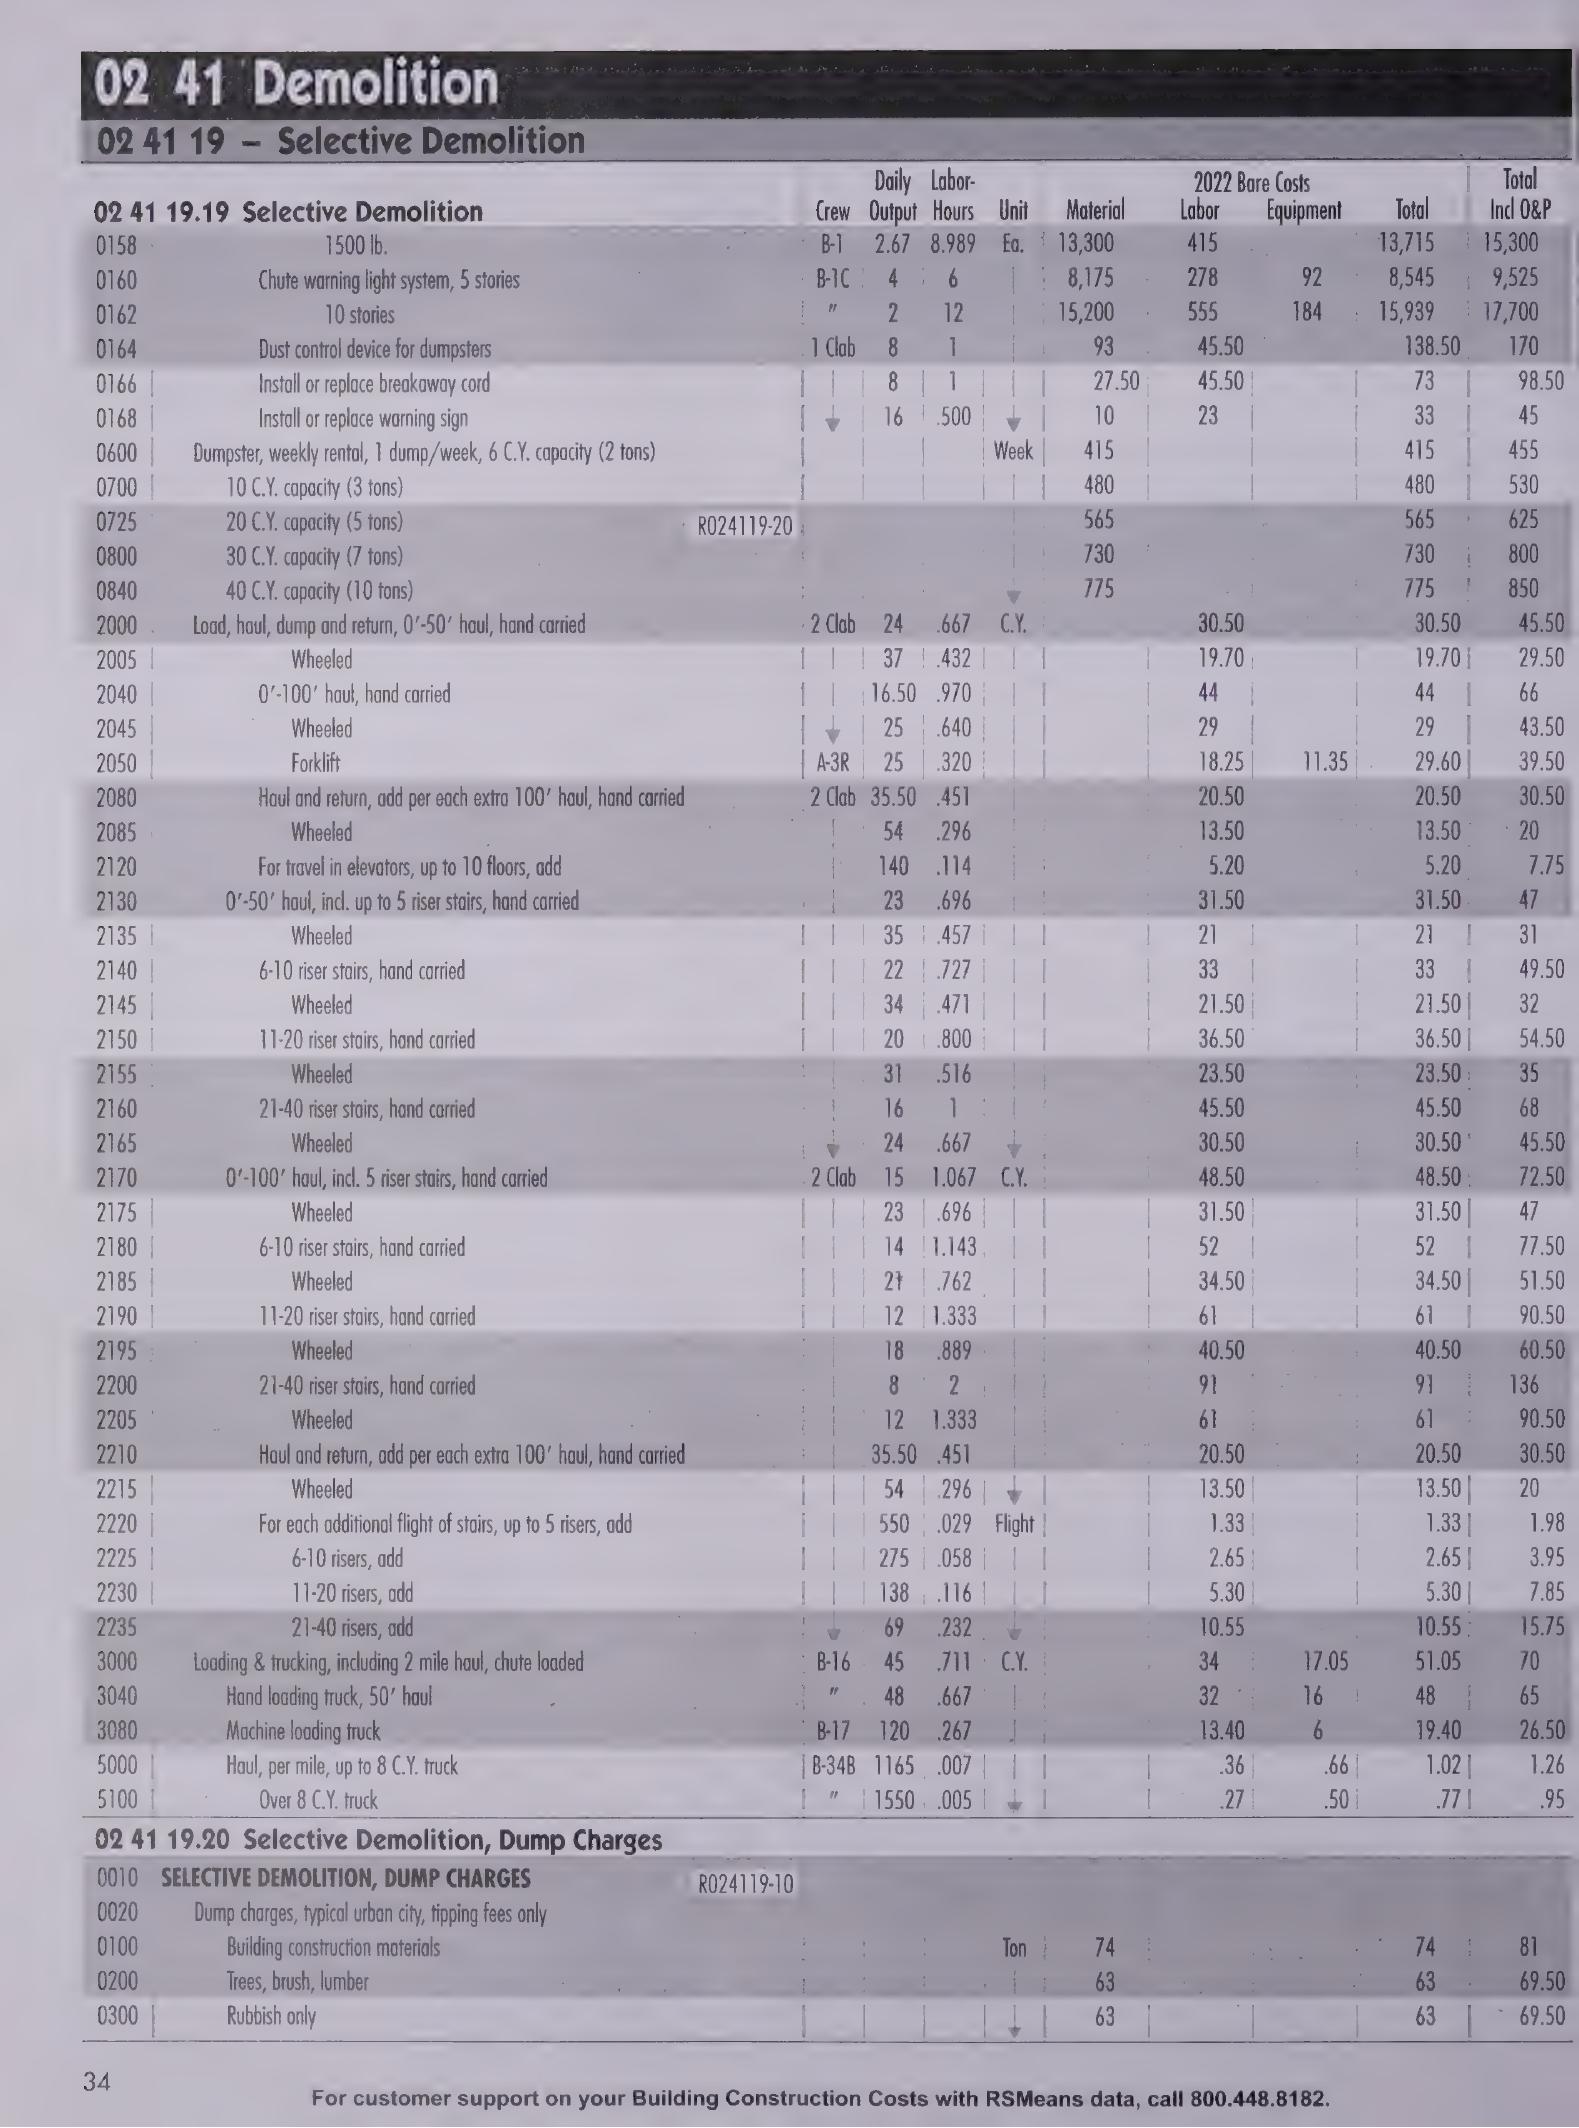 02 41 Demolition
02 41 19 – Selective Demolition
Daily Labor- 2022 Bare Costs Total
02 41 19.19 Selective Demolition Crew Output Hours Unit Material Labor Equipment Total Incl O&P
0158 1500 lb. B-1 2.67 8.989 Ea. 13,300 415 13,715 15,300
0160 Chute warning light system, 5 stories B-1C 4 6 8,175 278 92 8,545 9,525
0162 10 stories " 2 12 15,200 555 184 15,939 17,700
0164 Dust control device for dumpsters 1 Clab 8 1 93 45.50 138.50 170
0166 Install or replace breakaway cord 8 1 27.50 45.50 73 98.50
0168 Install or replace warning sign 16 .500 10 23 33 45
0600 Dumpster, weekly rental, 1 dump/week, 6 C.Y. capacity (2 tons) Week 415 415 455
0700 10 C.Y. capacity (3 tons) 480 480 530
0725 20 C.Y. capacity (5 tons) R024119-20 565 565 625
0800 30 C.Y. capacity (7 tons) 730 730 800
0840 40 C.Y. capacity (10 tons) 775 775 850
2000 Load, haul, dump and return, 0'-50' haul, hand carried 2 Clab 24 .667 C.Y. 30.50 30.50 45.50
2005 Wheeled 37 .432 19.70 19.70 29.50
2040 0'-100' haul, hand carried 16.50 .970 44 44 66
2045 Wheeled 25 .640 29 29 43.50
2050 Forklift A-3R 25 .320 18.25 11.35 29.60 39.50
2080 Haul and return, add per each extra 100' haul, hand carried 2 Clab 35.50 .451 20.50 20.50 30.50
2085 Wheeled 54 .296 13.50 13.50 20
2120 For travel in elevators, up to 10 floors, add 140 .114 5.20 5.20 7.75
2130 0'-50' haul, incl. up to 5 riser stairs, hand carried 23 .696 31.50 31.50 47
2135 Wheeled 35 .457 21 21 31
2140 6-10 riser stairs, hand carried 22 .727 33 33 49.50
2145 Wheeled 34 .471 21.50 21.50 32
2150 11-20 riser stairs, hand carried 20 .800 36.50 36.50 54.50
2155 Wheeled 31 .516 23.50 23.50 35
2160 21-40 riser stairs, hand carried 16 1 45.50 45.50 68
2165 Wheeled 24 .667 30.50 30.50 45.50
2170 0'-100' haul, incl. 5 riser stairs, hand carried 2 Clab 15 1.067 C.Y. 48.50 48.50 72.50
2175 Wheeled 23 .696 31.50 31.50 47
2180 6-10 riser stairs, hand carried 14 1.143 52 52 77.50
2185 Wheeled 21 .762 34.50 34.50 51.50
2190 11-20 riser stairs, hand carried 12 1.333 61 61 90.50
2195 Wheeled 18 .889 40.50 40.50 60.50
2200 21-40 riser stairs, hand carried 8 2 91 91 136
2205 Wheeled 12 1.333 61 61 90.50
2210 Haul and return, add per each extra 100' haul, hand carried 35.50 .451 20.50 20.50 30.50
2215 Wheeled 54 .296 13.50 13.50 20
2220 For each additional flight of stairs, up to 5 risers, add 550 .029 Flight 1.33 1.33 1.98
2225 6-10 risers, add 275 .058 2.65 2.65 3.95
2230 11-20 risers, add 138 .116 5.30 5.30 7.85
2235 21-40 risers, add 69 .232 10.55 10.55 15.75
3000 Loading & trucking, including 2 mile haul, chute loaded B-16 45 .711 C.Y. 34 17.05 51.05 70
3040 Hand loading truck, 50' haul " 48 .667 32 16 48 65
3080 Machine loading truck B-17 120 .267 13.40 6 19.40 26.50
5000 Haul, per mile, up to 8 C.Y. truck B-34B 1165 .007 .36 .66 1.02 1.26
5100 Over 8 C.Y. truck " 1550 .005 .27 .50 .77 .95
02 41 19.20 Selective Demolition, Dump Charges
0010 SELECTIVE DEMOLITION, DUMP CHARGES R024119-10
0020 Dump charges, typical urban city, tipping fees only
0100 Building construction materials Ton 74 74 81
0200 Trees, brush, lumber 63 63 69.50
0300 Rubbish only 63 63 69.50
34
For customer support on your Building Construction Costs with RSMeans data, call 800.448.8182.